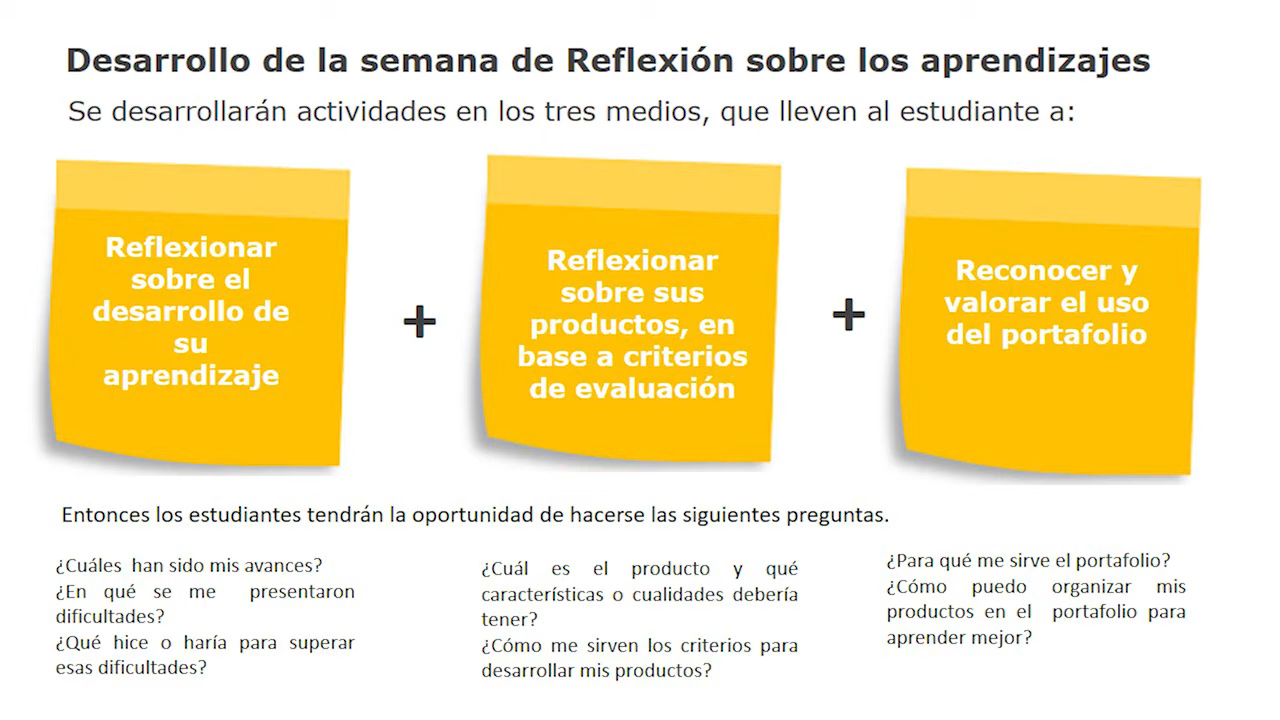 Desarrollo de la semana de Reflexión sobre los aprendizajes
Se desarrollarán actividades en los tres medios, que lleven al estudiante a:
Reflexionar
sobre el
desarrollo de
su
aprendizaje
+
Reflexionar
sobre sus
productos, en
base a criterios
de evaluación
+
Reconocer y
valorar el uso
del portafolio
Entonces los estudiantes tendrán la oportunidad de hacerse las siguientes preguntas.
¿Cuáles han sido mis avances?
¿En qué se me presentaron
dificultades?
¿Qué hice o haría para superar
esas dificultades?
¿Cuál es el producto y qué
características o cualidades debería
tener?
¿Cómo me sirven los criterios para
desarrollar mis productos?
¿Para qué me sirve el portafolio?
¿Cómo puedo organizar mis
productos en el portafolio para
aprender mejor?